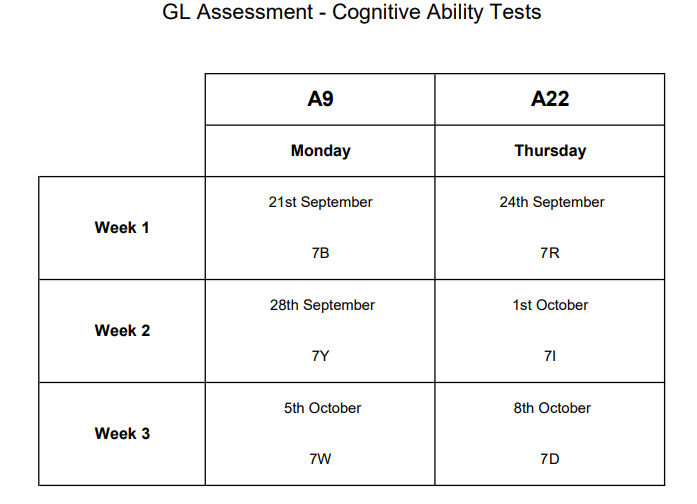 GL Assessment - Cognitive Ability Tests
A9 A22
Monday Thursday
Week 1
21st September 24th September
7B 7R
Week 2
28th September 1st October
7Y 7I
Week 3
5th October 8th October
7W 7D